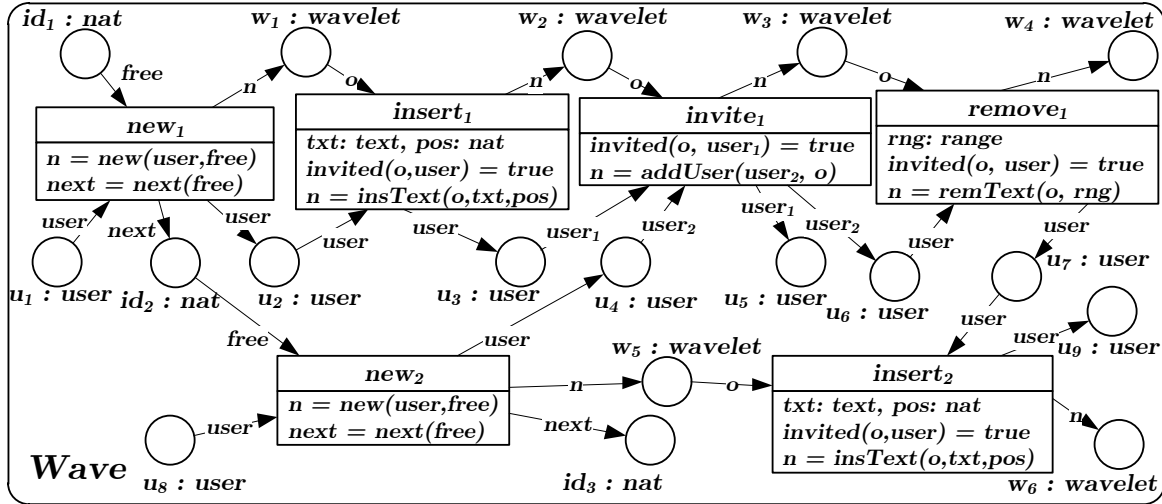 id₁ : nat
w₁ : wavelet
w₂ : wavelet
w₃ : wavelet
w₄ : wavelet
free
n
o
n
o
n
o
n
new₁
n = new(user,free)
next = next(free)
insert₁
txt: text, pos: nat
invited(o,user) = true
n = insText(o,txt,pos)
invite₁
invited(o, user₁) = true
n = addUser(user₂, o)
remove₁
rng: range
invited(o, user) = true
n = remText(o, rng)
user
next
user
user
user
user₁
user₂
user₁
user₂
user
user
u₁ : user
id₂ : nat
u₂ : user
u₃ : user
u₄ : user
u₅ : user
u₆ : user
u₇ : user
free
user
user
user
u₉ : user
w₅ : wavelet
new₂
n = new(user,free)
next = next(free)
n
o
next
user
insert₂
txt: text, pos: nat
invited(o,user) = true
n = insText(o,txt,pos)
n
Wave
u₈ : user
id₃ : nat
w₆ : wavelet